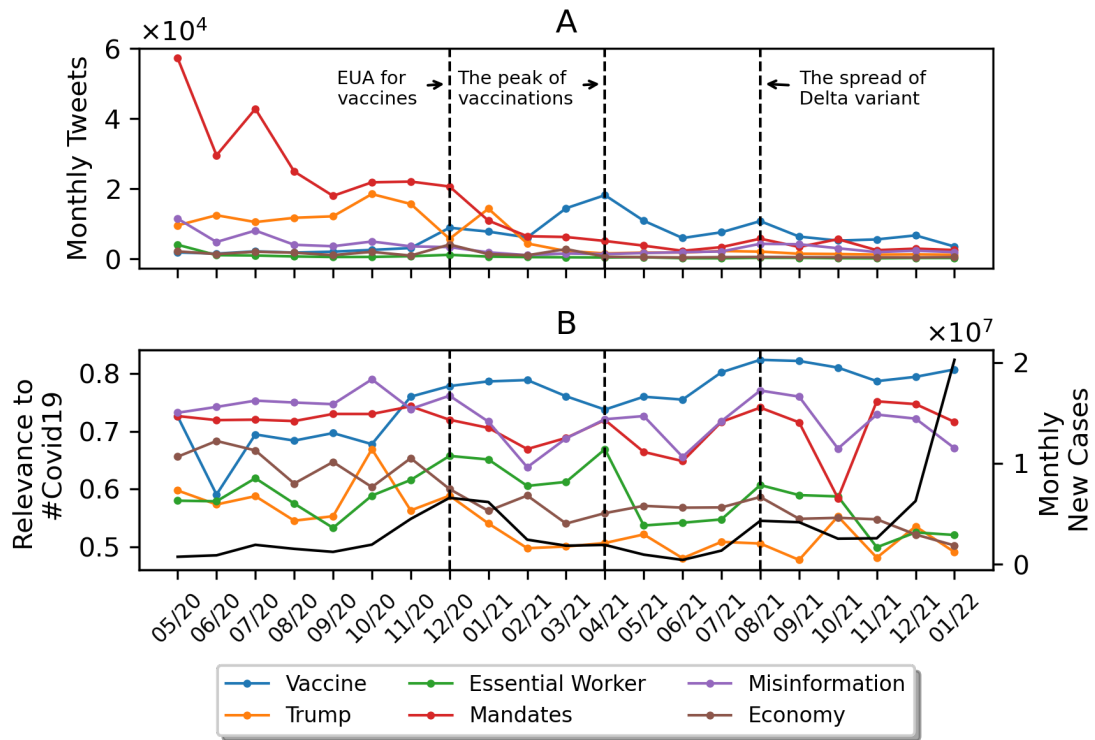 A
×10⁴
6
4
2
0
Monthly Tweets
EUA for
vaccines
The peak of
vaccinations
The spread of
Delta variant
B
×10⁷
0.8
0.7
0.6
0.5
Relevance to
#Covid19
2
1
0
Monthly
New Cases
05/20
06/20
07/20
08/20
09/20
10/20
11/20
12/20
01/21
02/21
03/21
04/21
05/21
06/21
07/21
08/21
09/21
10/21
11/21
12/21
01/22
Vaccine
Trump
Essential Worker
Mandates
Misinformation
Economy